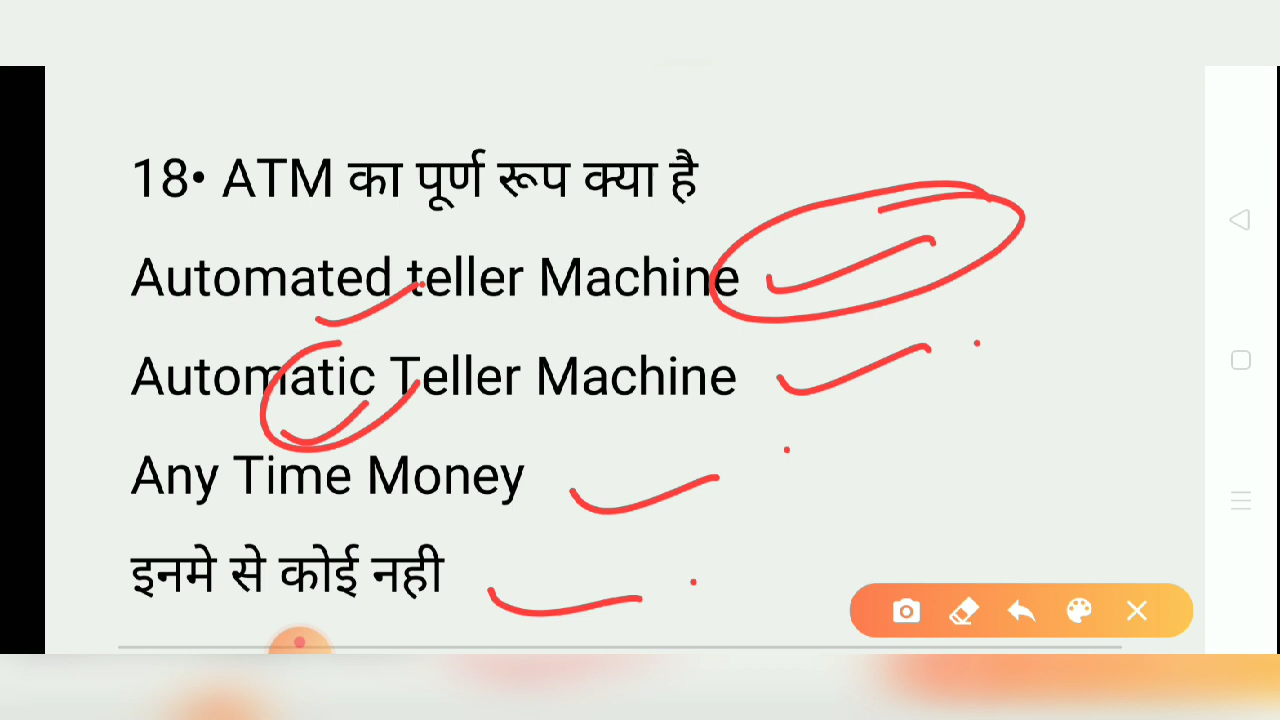 18• ATM का पूर्ण रूप क्या है
Automated teller Machine
Automatic Teller Machine
Any Time Money
इनमे से कोई नही